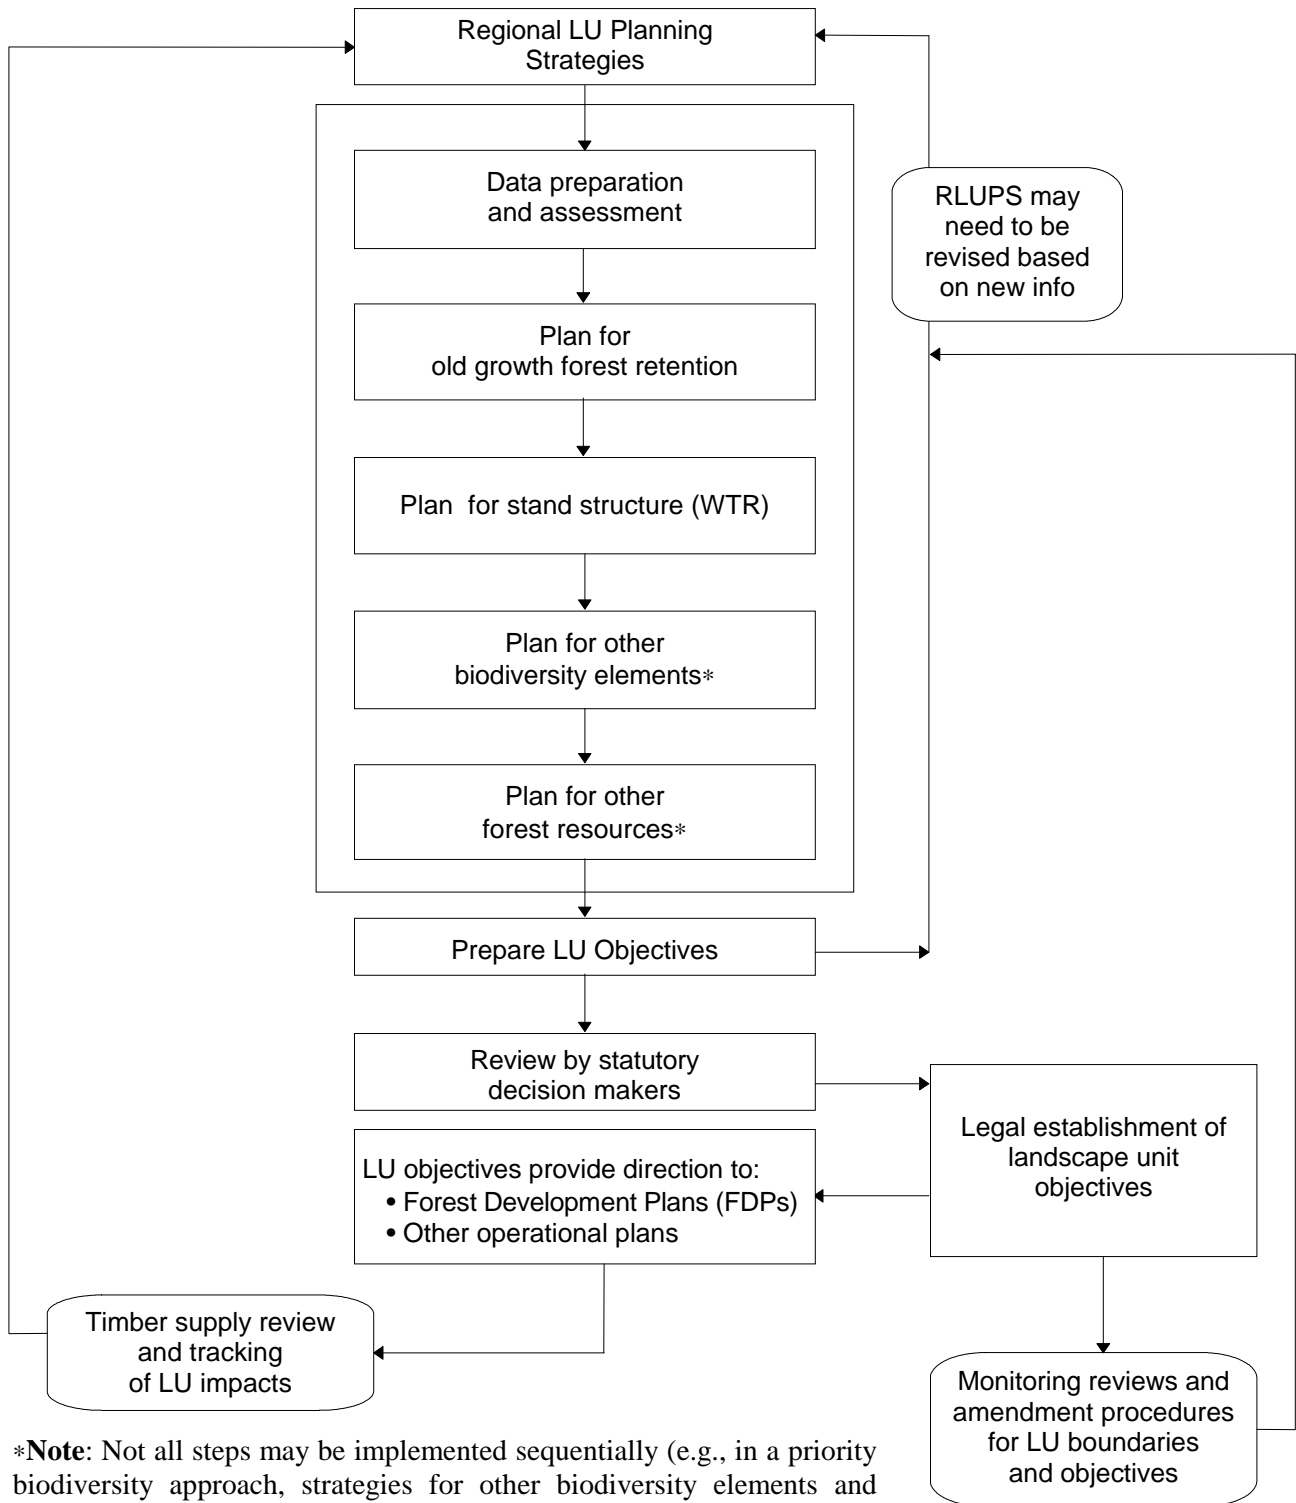 Regional LU Planning
Strategies
Data preparation
and assessment
RLUPS may
need to be
revised based
on new info
Plan for
old growth forest retention
Plan  for stand structure (WTR)
Plan for other
biodiversity elements*
Plan for other
forest resources*
Prepare LU Objectives
Review by statutory
decision makers
Legal establishment of
landscape unit
objectives
LU objectives provide direction to:
• Forest Development Plans (FDPs)
• Other operational plans
Timber supply review
and tracking
of LU impacts
Monitoring reviews and
amendment procedures
for LU boundaries
and objectives
*Note: Not all steps may be implemented sequentially (e.g., in a priority
biodiversity approach, strategies for other biodiversity elements and